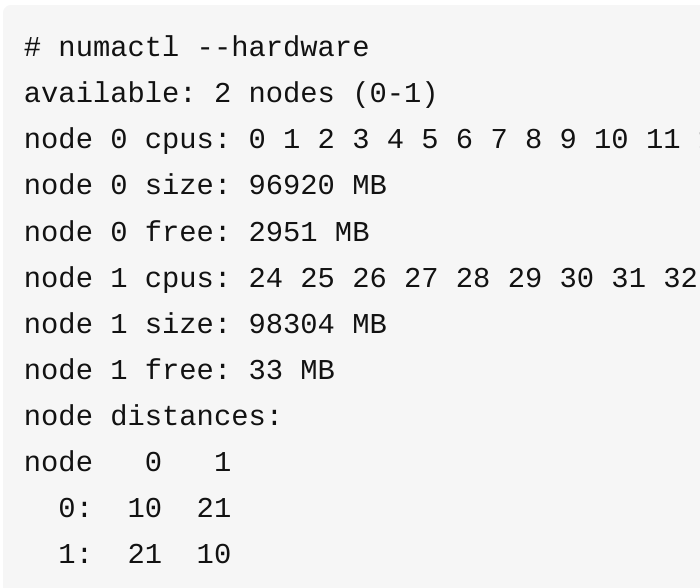 # numactl --hardware
available: 2 nodes (0-1)
node 0 cpus: 0 1 2 3 4 5 6 7 8 9 10 11
node 0 size: 96920 MB
node 0 free: 2951 MB
node 1 cpus: 24 25 26 27 28 29 30 31 32
node 1 size: 98304 MB
node 1 free: 33 MB
node distances:
node   0   1
  0:  10  21
  1:  21  10